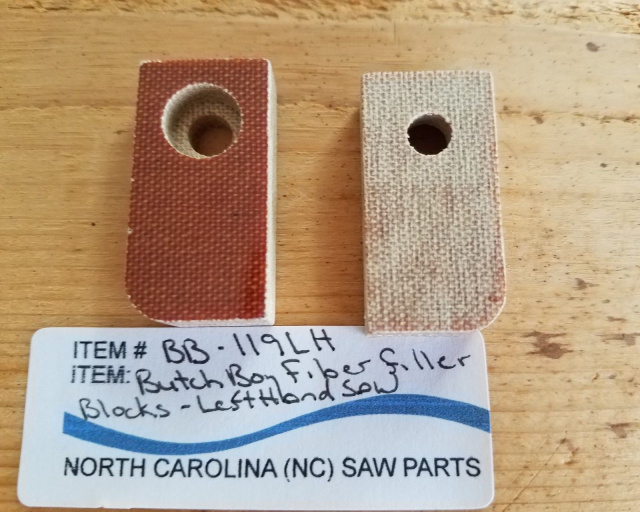 ITEM # BB-119LH
ITEM: Butch Boy Fiber filler
Blocks - Left Hand Saw
NORTH CAROLINA (NC) SAW PARTS